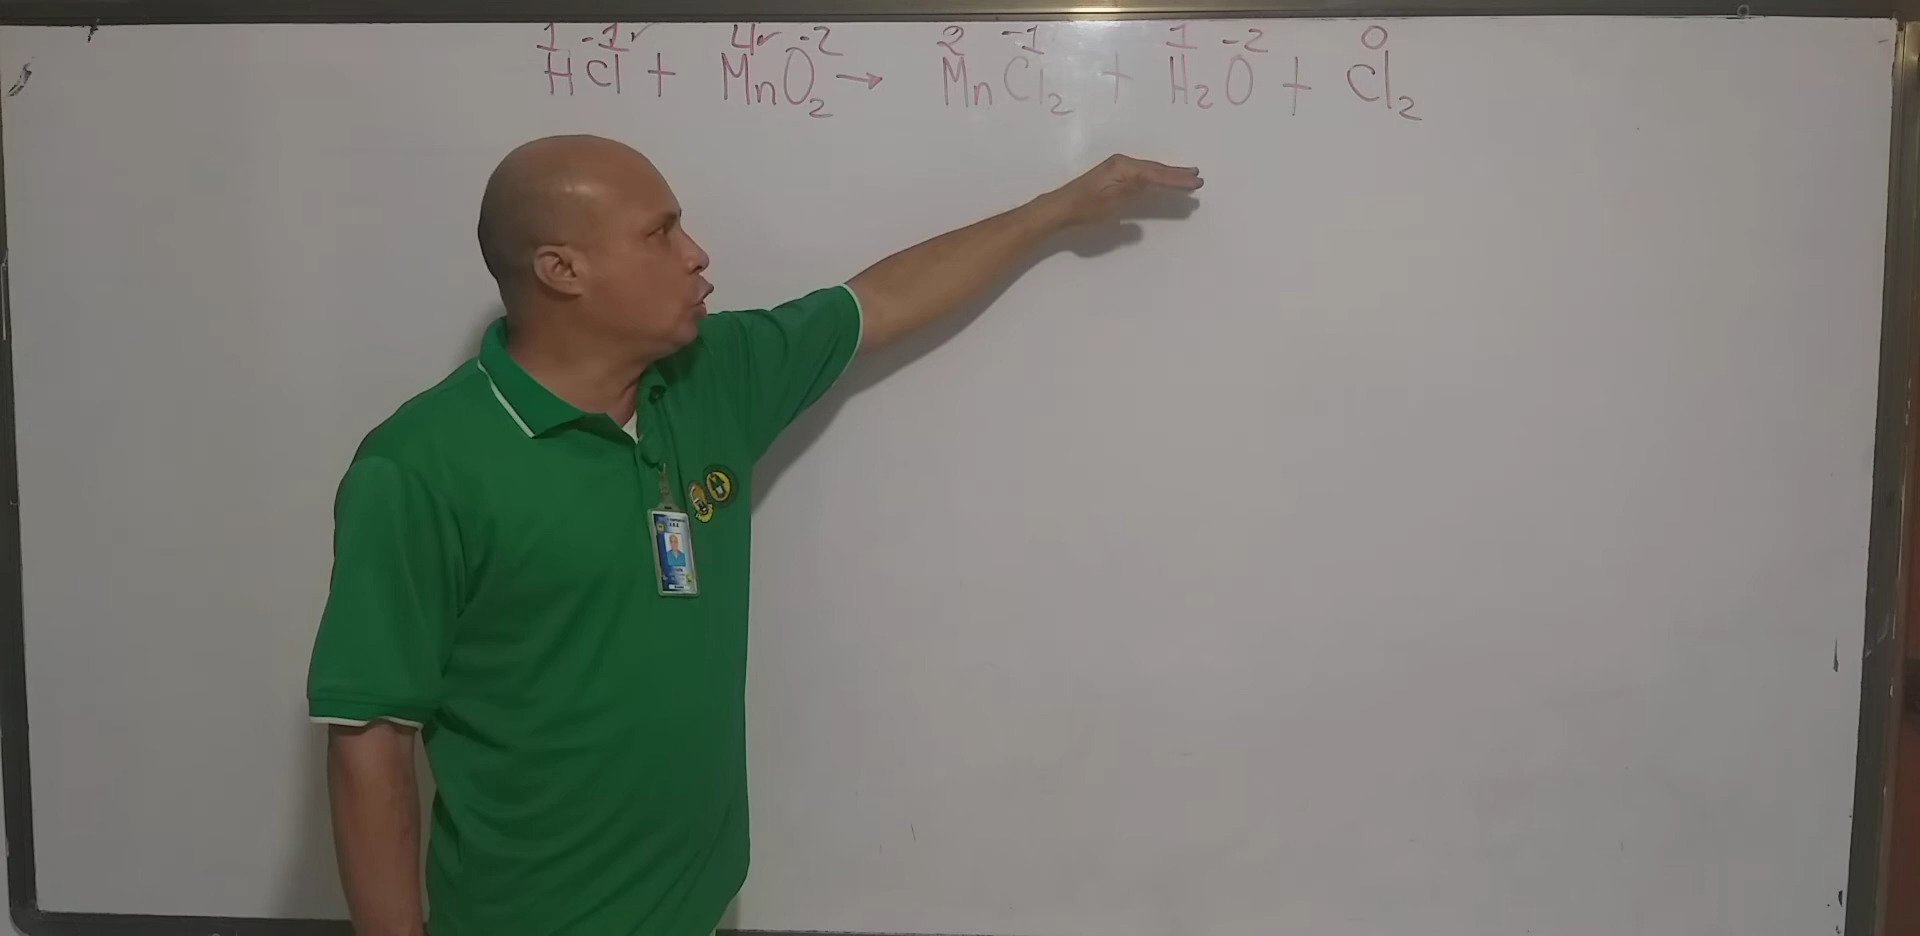 1 -1 4 -2 2 -1 1 -2 0
HCl + MnO₂ → MnCl₂ + H₂O + Cl₂